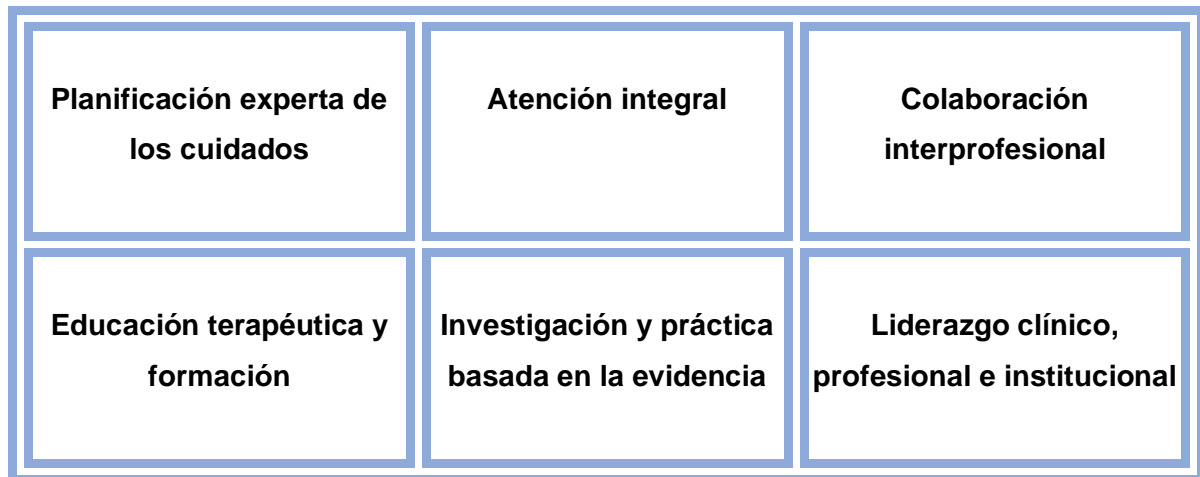 Planificación experta de
los cuidados
Atención integral
Colaboración
interprofesional
Educación terapéutica y
formación
Investigación y práctica
basada en la evidencia
Liderazgo clínico,
profesional e institucional